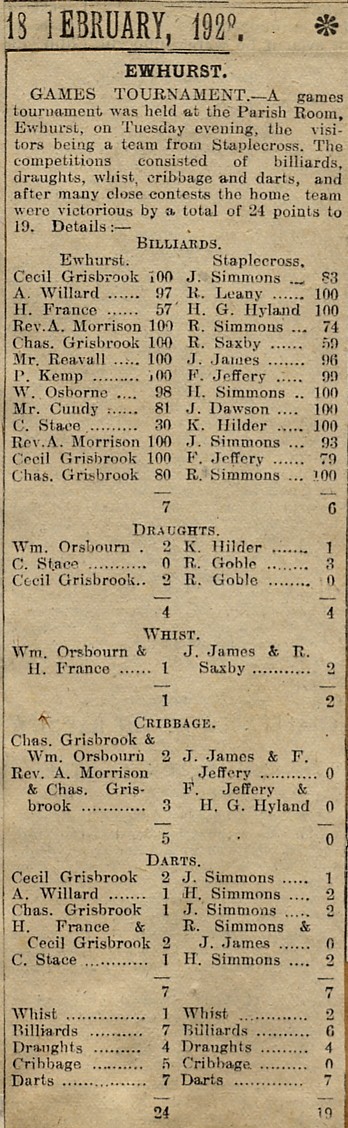 18 FEBRUARY, 192
EWHURST.
GAMES TOURNAMENT.—A games
tournament was held at the Parish Room,
Ewhurst, on Tuesday evening, the visi-
tors being a team from Staplecross. The
competitions consisted of billiards,
draughts, whist, cribbage and darts, and
after many close contests the home team
were victorious by a total of 24 points to
19. Details :—
BILLIARDS.
Ewhurst. Staplecross.
Cecil Grisbrook 100 J. Simmons ... 83
A. Willard ...... 97 R. Leany ...... 100
H. France ...... 57 H. G. Hyland 100
Rev. A. Morrison 100 R. Simmons ... 74
Chas. Grisbrook 100 R. Saxby ..... 59
Mr. Reavall ..... 100 J. James ...... 96
P. Kemp ......... 100 F. Jeffery ..... 99
W. Osborne .... 98 H. Simmons .. 100
Mr. Cundy ...... 81 J. Dawson .... 100
C. Stace ......... 30 K. Hilder ..... 100
Rev. A. Morrison 100 J. Simmons ... 93
Cecil Grisbrook 100 F. Jeffery ..... 79
Chas. Grisbrook 80 R. Simmons ... 100
7 6
DRAUGHTS.
Wm. Orsbourn . 2 K. Hilder ....... 1
C. Stace ........... 0 R. Goble ........ 3
Cecil Grisbrook.. 2 R. Goble ........ 0
4 4
WHIST.
Wm. Orsbourn & J. James & R.
H. France ...... 1 Saxby ........... 2
1 2
CRIBBAGE.
Chas. Grisbrook &
Wm. Orsbourn 2 J. James & F.
Rev. A. Morrison Jeffery ........... 0
& Chas. Gris- F. Jeffery &
brook ............ 3 H. G. Hyland 0
5 0
DARTS.
Cecil Grisbrook 2 J. Simmons ..... 1
A. Willard ....... 1 H. Simmons .... 2
Chas. Grisbrook 1 J. Simmons ..... 2
H. France & R. Simmons &
Cecil Grisbrook 2 J. James ...... 0
C. Stace ........... 1 H. Simmons .... 2
7 7
Whist ............... 1 Whist ............. 2
Billiards .......... 7 Billiards ......... 6
Draughts ......... 4 Draughts ........ 4
Cribbage .......... 5 Cribbage ......... 0
Darts ............... 7 Darts ............. 7
24 19